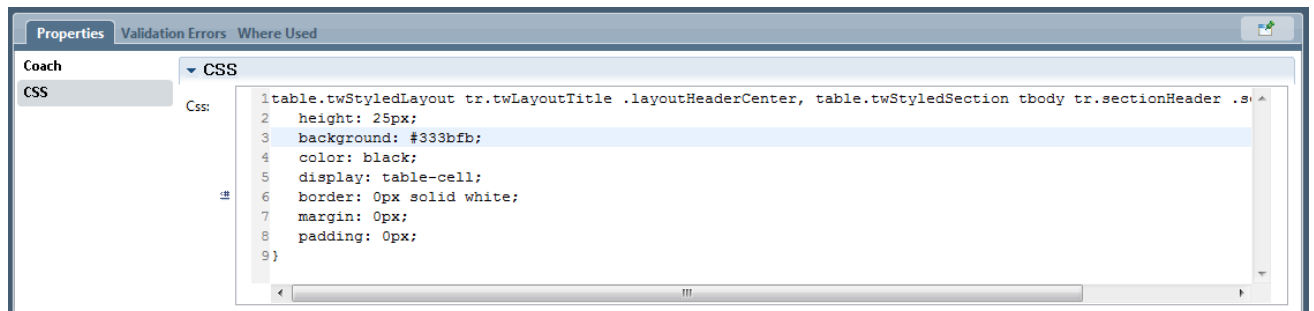 Properties Validation Errors Where Used
Coach
CSS
CSS
Css:
1 table.twStyledLayout tr.twLayoutTitle .layoutHeaderCenter, table.twStyledSection tbody tr.sectionHeader
2 height: 25px;
3 background: #333bfb;
4 color: black;
5 display: table-cell;
6 border: 0px solid white;
7 margin: 0px;
8 padding: 0px;
9 }